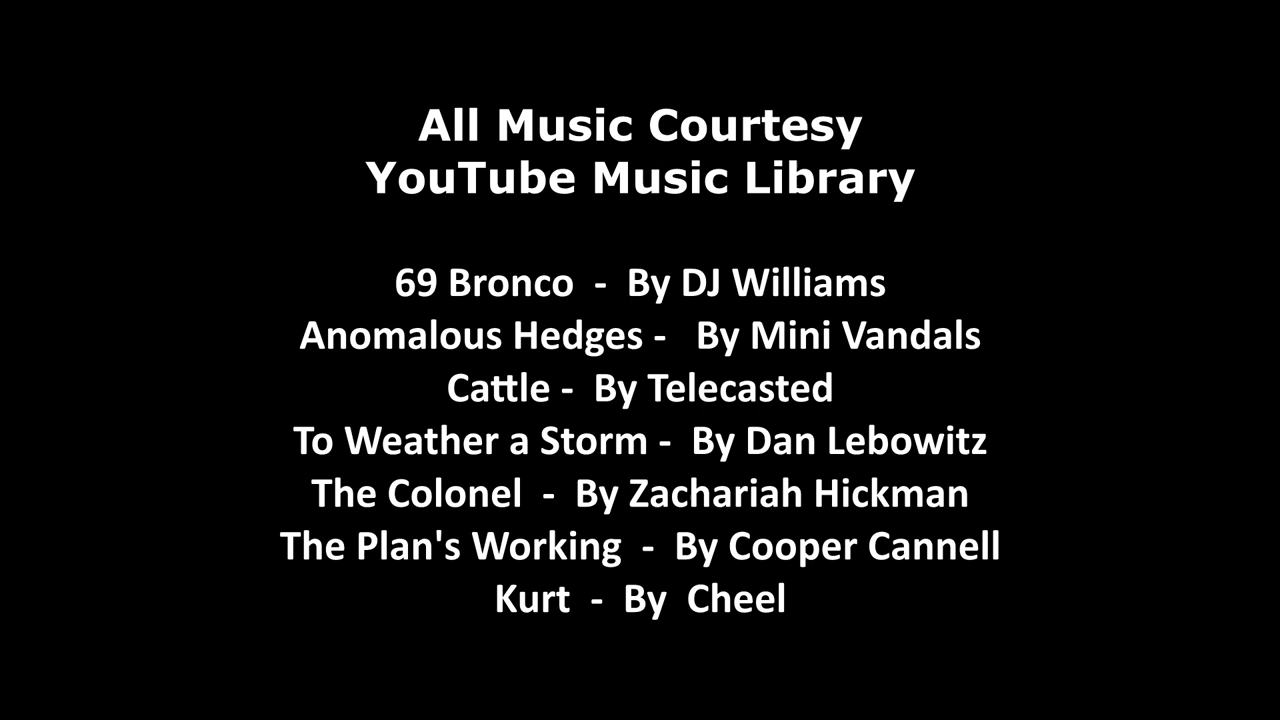 All Music Courtesy
YouTube Music Library
69 Bronco  -  By DJ Williams
Anomalous Hedges -   By Mini Vandals
Cattle -  By Telecasted
To Weather a Storm -  By Dan Lebowitz
The Colonel  -  By Zachariah Hickman
The Plan's Working  -  By Cooper Cannell
Kurt  -  By  Cheel